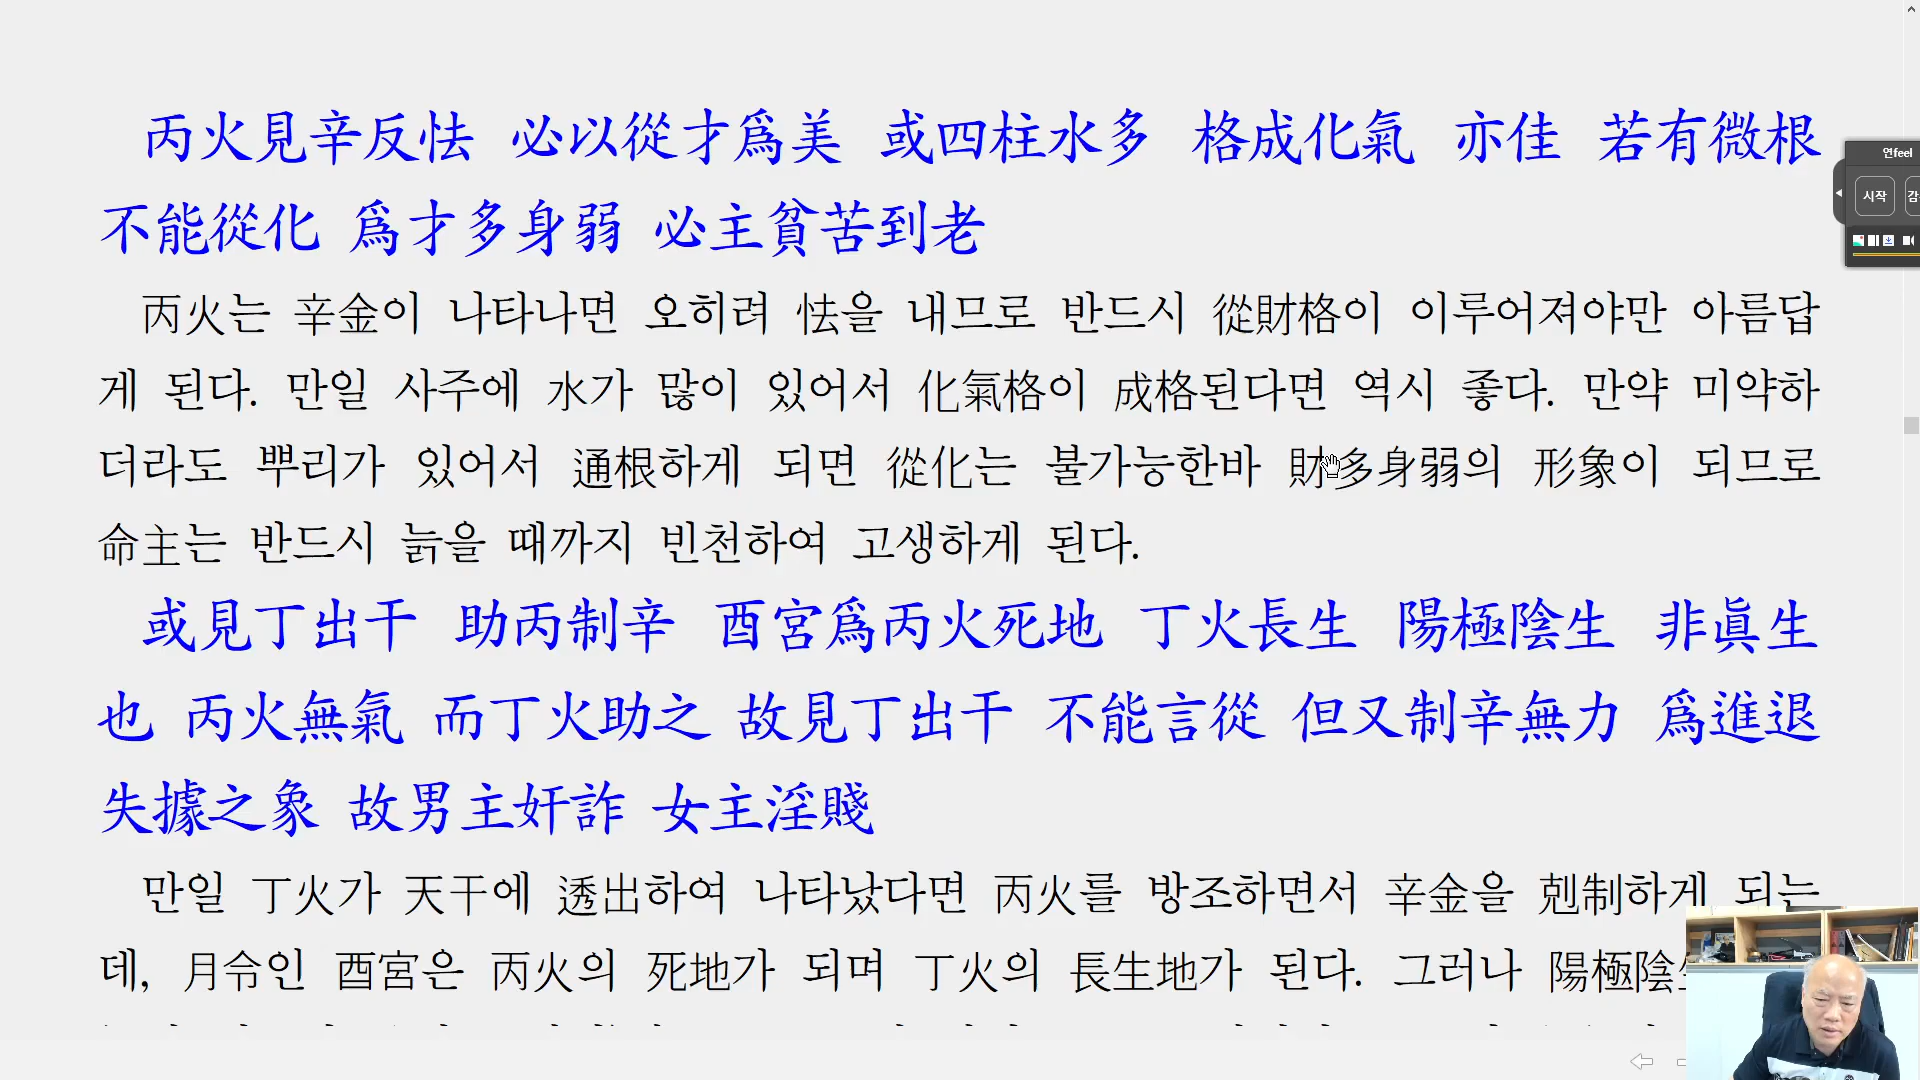 丙火見辛反怯 必以從才爲美 或四柱水多 格成化氣 亦佳 若有微根
不能從化 爲才多身弱 必主貧苦到老
丙火는 辛金이 나타나면 오히려 怯을 내므로 반드시 從財格이 이루어져야만 아름답
게 된다. 만일 사주에 水가 많이 있어서 化氣格이 成格된다면 역시 좋다. 만약 미약하
더라도 뿌리가 있어서 通根하게 되면 從化는 불가능한바 財多身弱의 形象이 되므로
命主는 반드시 늙을 때까지 빈천하여 고생하게 된다.
或見丁出干 助丙制辛 酉宮爲丙火死地 丁火長生 陽極陰生 非眞生
也 丙火無氣 而丁火助之 故見丁出干 不能言從 但又制辛無力 爲進退
失據之象 故男主奸詐 女主淫賤
만일 丁火가 天干에 透出하여 나타났다면 丙火를 방조하면서 辛金을 剋制하게 되는
데, 月令인 酉宮은 丙火의 死地가 되며 丁火의 長生地가 된다. 그러나 陽極陰
연feel
시작